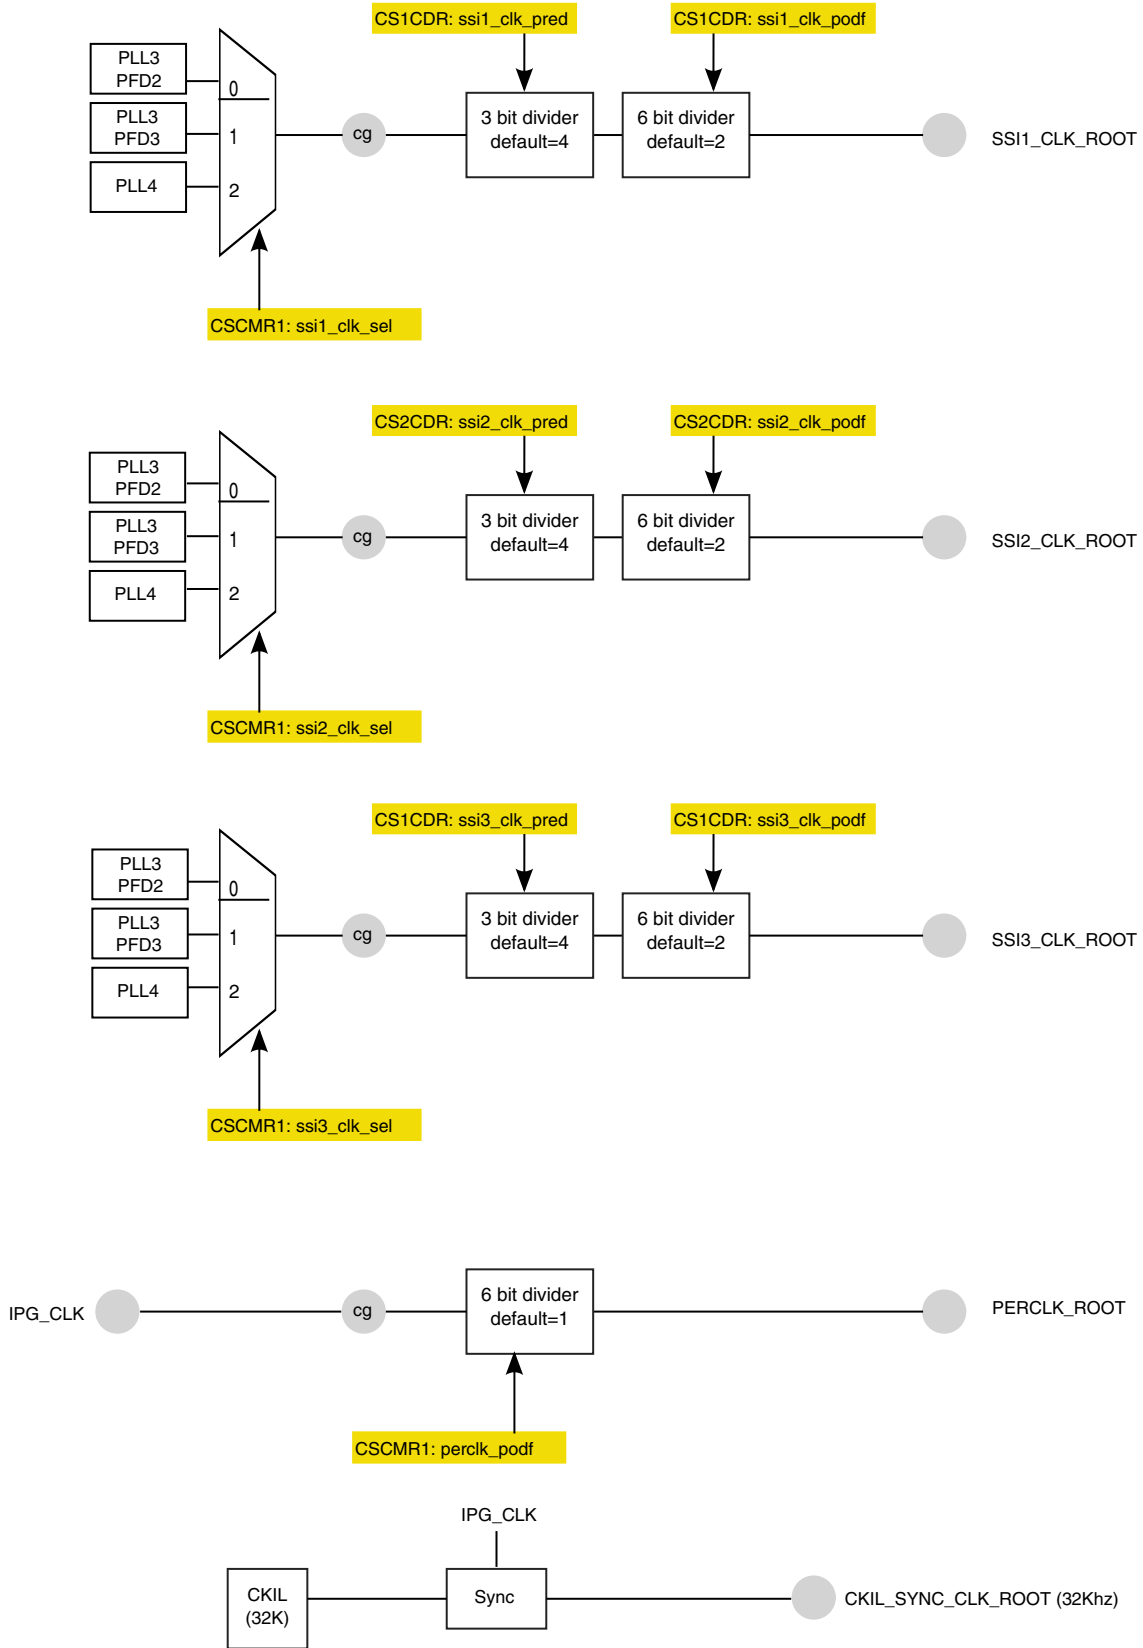 CS1CDR: ssi1_clk_pred
CS1CDR: ssi1_clk_podf
PLL3
PFD2
0
PLL3
PFD3
1
PLL4
2
cg
3 bit divider
default=4
6 bit divider
default=2
SSI1_CLK_ROOT
CSCMR1: ssi1_clk_sel
CS2CDR: ssi2_clk_pred
CS2CDR: ssi2_clk_podf
PLL3
PFD2
0
PLL3
PFD3
1
PLL4
2
cg
3 bit divider
default=4
6 bit divider
default=2
SSI2_CLK_ROOT
CSCMR1: ssi2_clk_sel
CS1CDR: ssi3_clk_pred
CS1CDR: ssi3_clk_podf
PLL3
PFD2
0
PLL3
PFD3
1
PLL4
2
cg
3 bit divider
default=4
6 bit divider
default=2
SSI3_CLK_ROOT
CSCMR1: ssi3_clk_sel
IPG_CLK
cg
6 bit divider
default=1
PERCLK_ROOT
CSCMR1: perclk_podf
IPG_CLK
CKIL
(32K)
Sync
CKIL_SYNC_CLK_ROOT (32Khz)